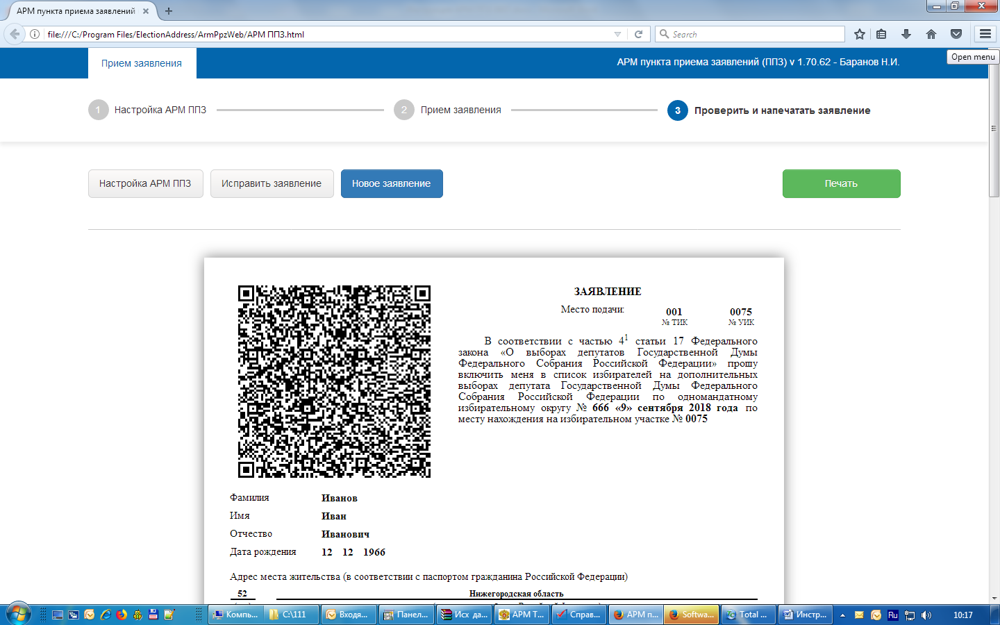 АРМ пункта приема заявлений
file:///C:/Program Files/ElectionAddress/ArmPpzWeb/АРМ ППЗ.html
Search
Open menu
Прием заявления
АРМ пункта приема заявлений (ППЗ) v 1.70.62 - Баранов Н.И.
1 Настройка АРМ ППЗ
2 Прием заявления
3 Проверить и напечатать заявление
Настройка АРМ ППЗ
Исправить заявление
Новое заявление
Печать
ЗАЯВЛЕНИЕ
Место подачи: 001 0075
№ ТИК № УИК
В соответствии с частью 4¹ статьи 17 Федерального
закона «О выборах депутатов Государственной Думы
Федерального Собрания Российской Федерации» прошу
включить меня в список избирателей на дополнительных
выборах депутата Государственной Думы Федерального
Собрания Российской Федерации по одномандатному
избирательному округу № 666 «9» сентября 2018 года по
месту нахождения на избирательном участке № 0075
Фамилия Иванов
Имя Иван
Отчество Иванович
Дата рождения 12 12 1966
Адрес места жительства (в соответствии с паспортом гражданина Российской Федерации)
52 Нижегородская область
Компь...
C:\111
Входя...
Панел...
Исх да...
АРМ Т...
Справ...
АРМ п...
Softwa...
Total ...
Инстр...
Ru
10:17